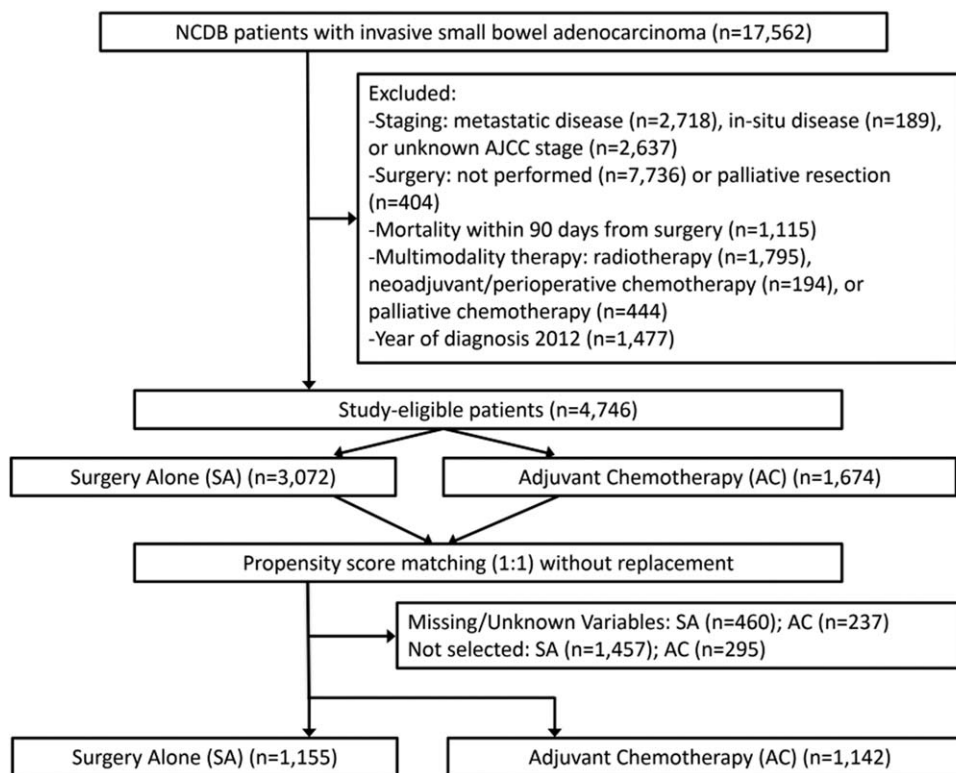 NCDB patients with invasive small bowel adenocarcinoma (n=17,562)
Excluded:
-Staging: metastatic disease (n=2,718), in-situ disease (n=189),
or unknown AJCC stage (n=2,637)
-Surgery: not performed (n=7,736) or palliative resection
(n=404)
-Mortality within 90 days from surgery (n=1,115)
-Multimodality therapy: radiotherapy (n=1,795),
neoadjuvant/perioperative chemotherapy (n=194), or
palliative chemotherapy (n=444)
-Year of diagnosis 2012 (n=1,477)
Study-eligible patients (n=4,746)
Surgery Alone (SA) (n=3,072)
Adjuvant Chemotherapy (AC) (n=1,674)
Propensity score matching (1:1) without replacement
Missing/Unknown Variables: SA (n=460); AC (n=237)
Not selected: SA (n=1,457); AC (n=295)
Surgery Alone (SA) (n=1,155)
Adjuvant Chemotherapy (AC) (n=1,142)